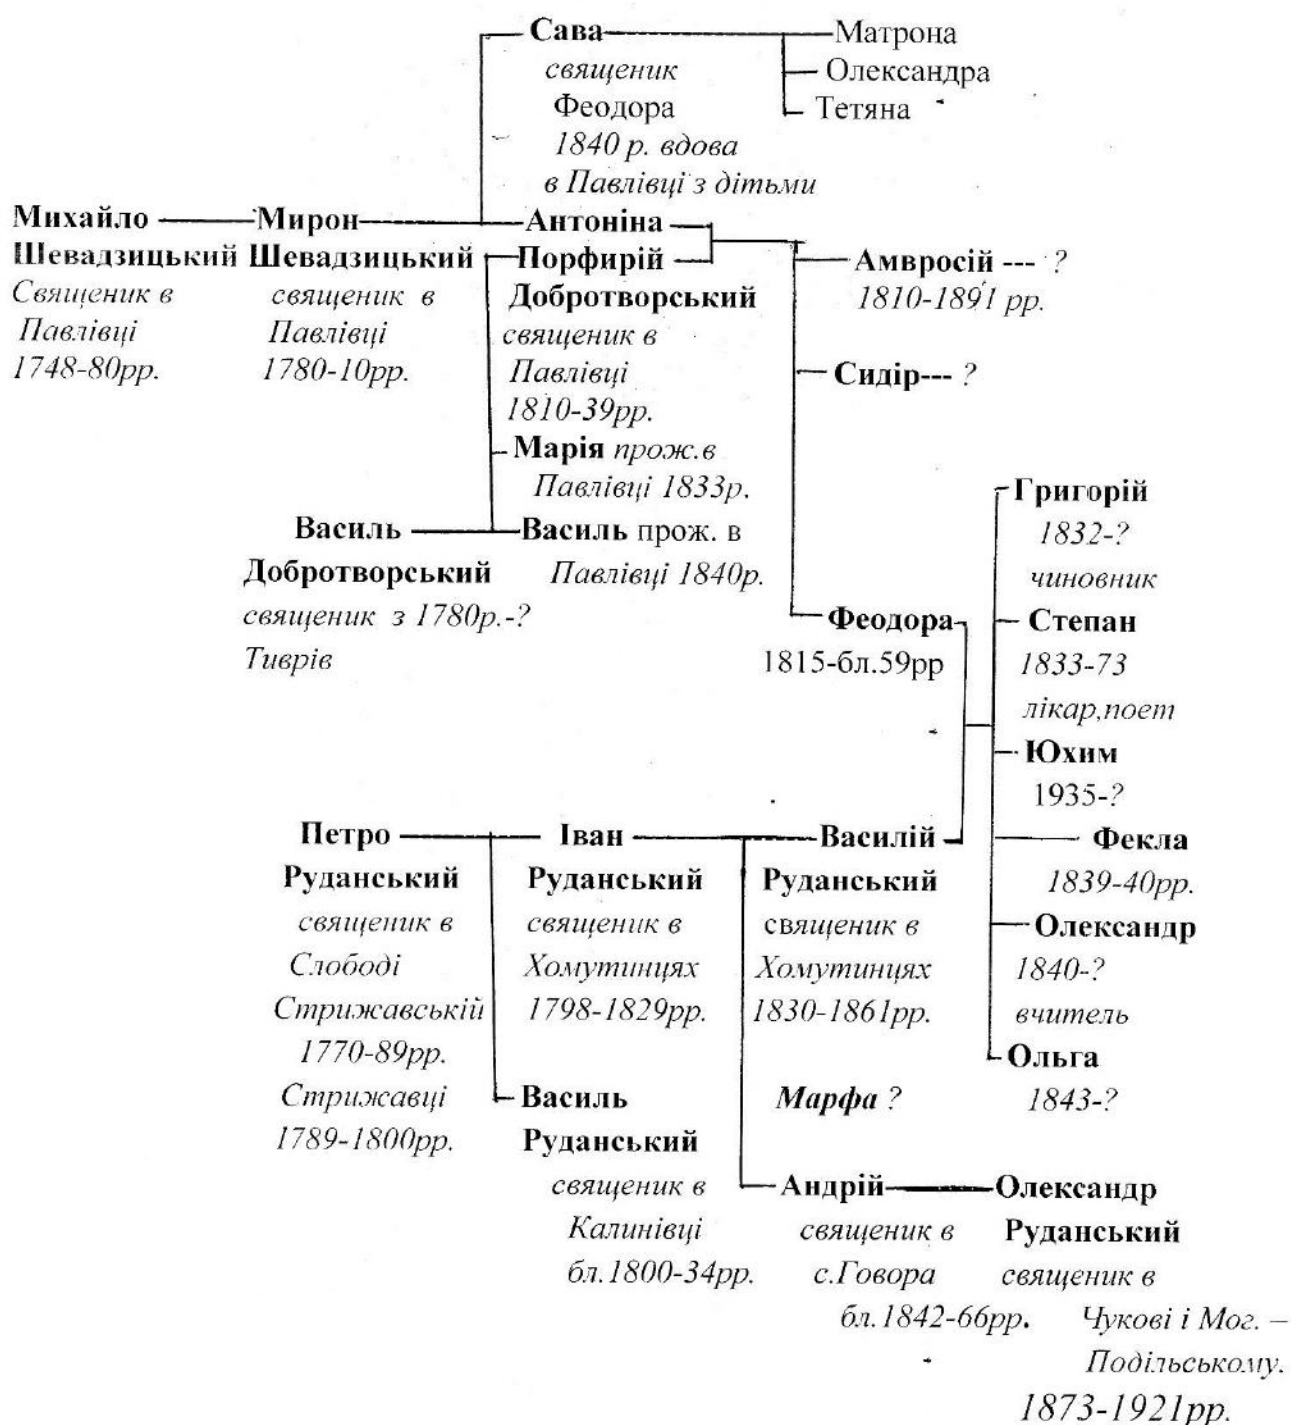 Сава
Матрона
священик
Олександра
Феодора
Тетяна
1840 р. вдова
в Павлівці з дітьми
Михайло
Мирон
Антоніна
Шевадзицький
Шевадзицький
Порфирій
Амвросій --- ?
Священик в
священик в
Добротворський
1810-1891 рр.
Павлівці
Павлівці
священик в
1748-80рр.
1780-10рр.
Павлівці
Сидір--- ?
1810-39рр.
Марія прож.в
Павлівці 1833р.
Григорій
Василь
Василь прож. в
1832-?
Добротворський
Павлівці 1840р.
чиновник
священик з 1780р.-?
Феодора
Степан
Тиврів
1815-бл.59рр
1833-73
лікар,поет
Юхим
1935-?
Петро
Іван
Василій
Фекла
Руданський
Руданський
Руданський
1839-40рр.
священик в
священик в
священик в
Олександр
Слободі
Хомутинцях
Хомутинцях
1840-?
Стрижавській
1798-1829рр.
1830-1861рр.
вчитель
1770-89рр.
Ольга
Стрижавці
Василь
Марфа ?
1843-?
1789-1800рр.
Руданський
священик в
Андрій
Олександр
Калинівці
священик в
Руданський
бл.1800-34рр.
с.Говора
священик в
бл.1842-66рр.
Чукові і Мог. –
Подільському.
1873-1921рр.